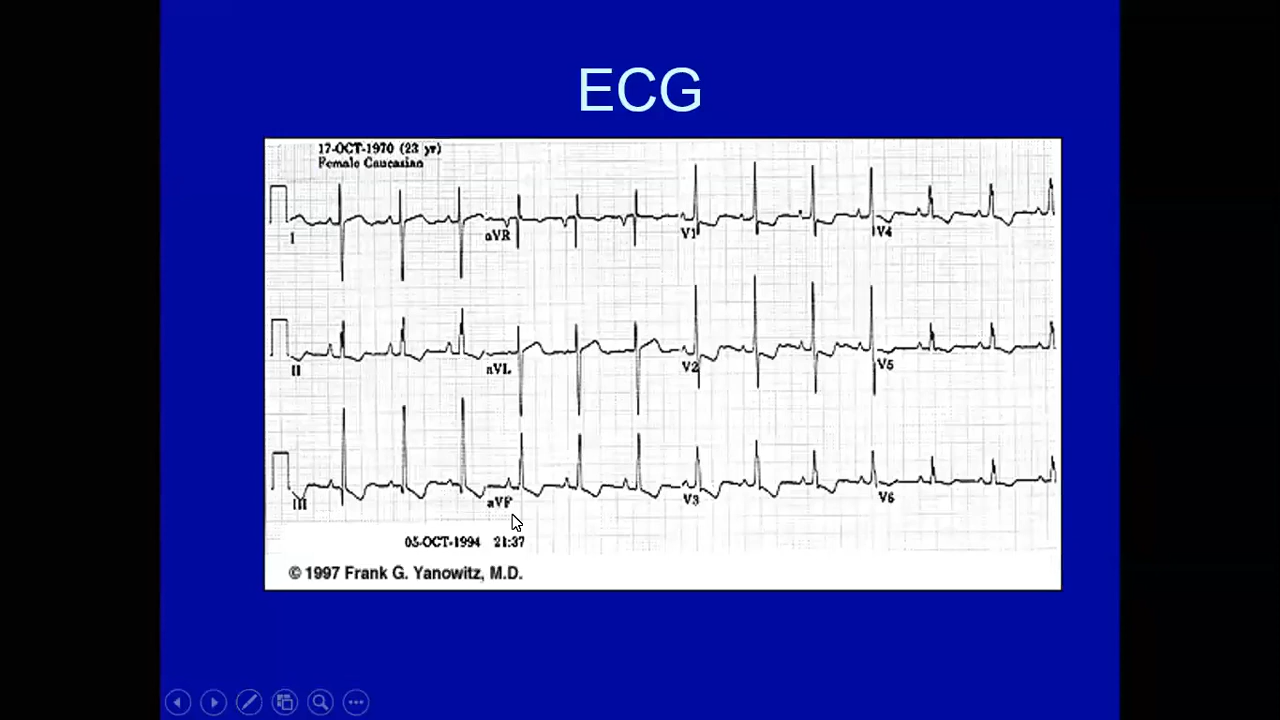 ECG
17-OCT-1970 (23 yr)
Female Caucasian
I
aVR
V1
V4
II
aVL
V2
V5
III
aVF
V3
V6
05-OCT-1994 21:37
© 1997 Frank G. Yanowitz, M.D.